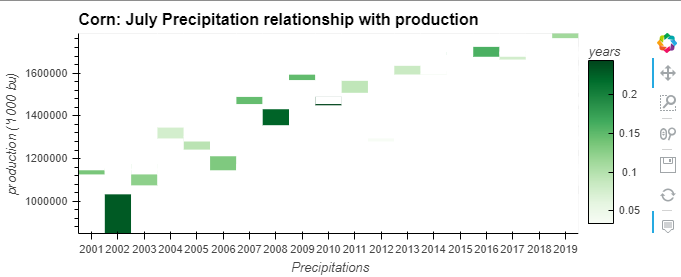 Corn: July Precipitation relationship with production
years
production ('1000 bu)
1600000
1400000
1200000
1000000
0.2
0.15
0.1
0.05
2001 2002 2003 2004 2005 2006 2007 2008 2009 2010 2011 2012 2013 2014 2015 2016 2017 2018 2019
Precipitations